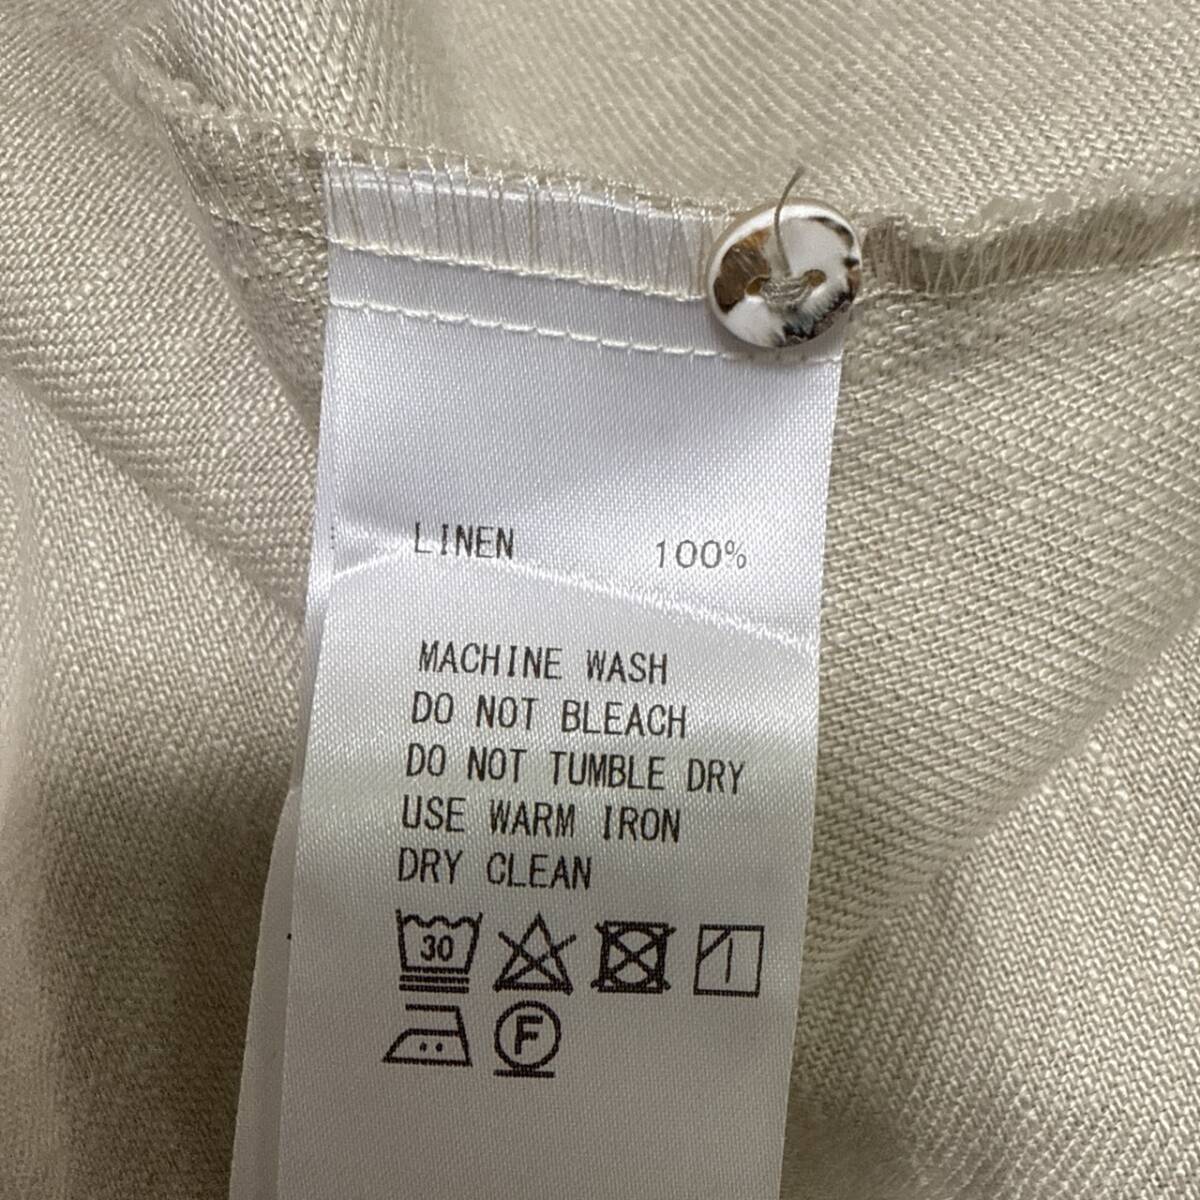 LINEN 100%
MACHINE WASH
DO NOT BLEACH
DO NOT TUMBLE DRY
USE WARM IRON
DRY CLEAN
30
F